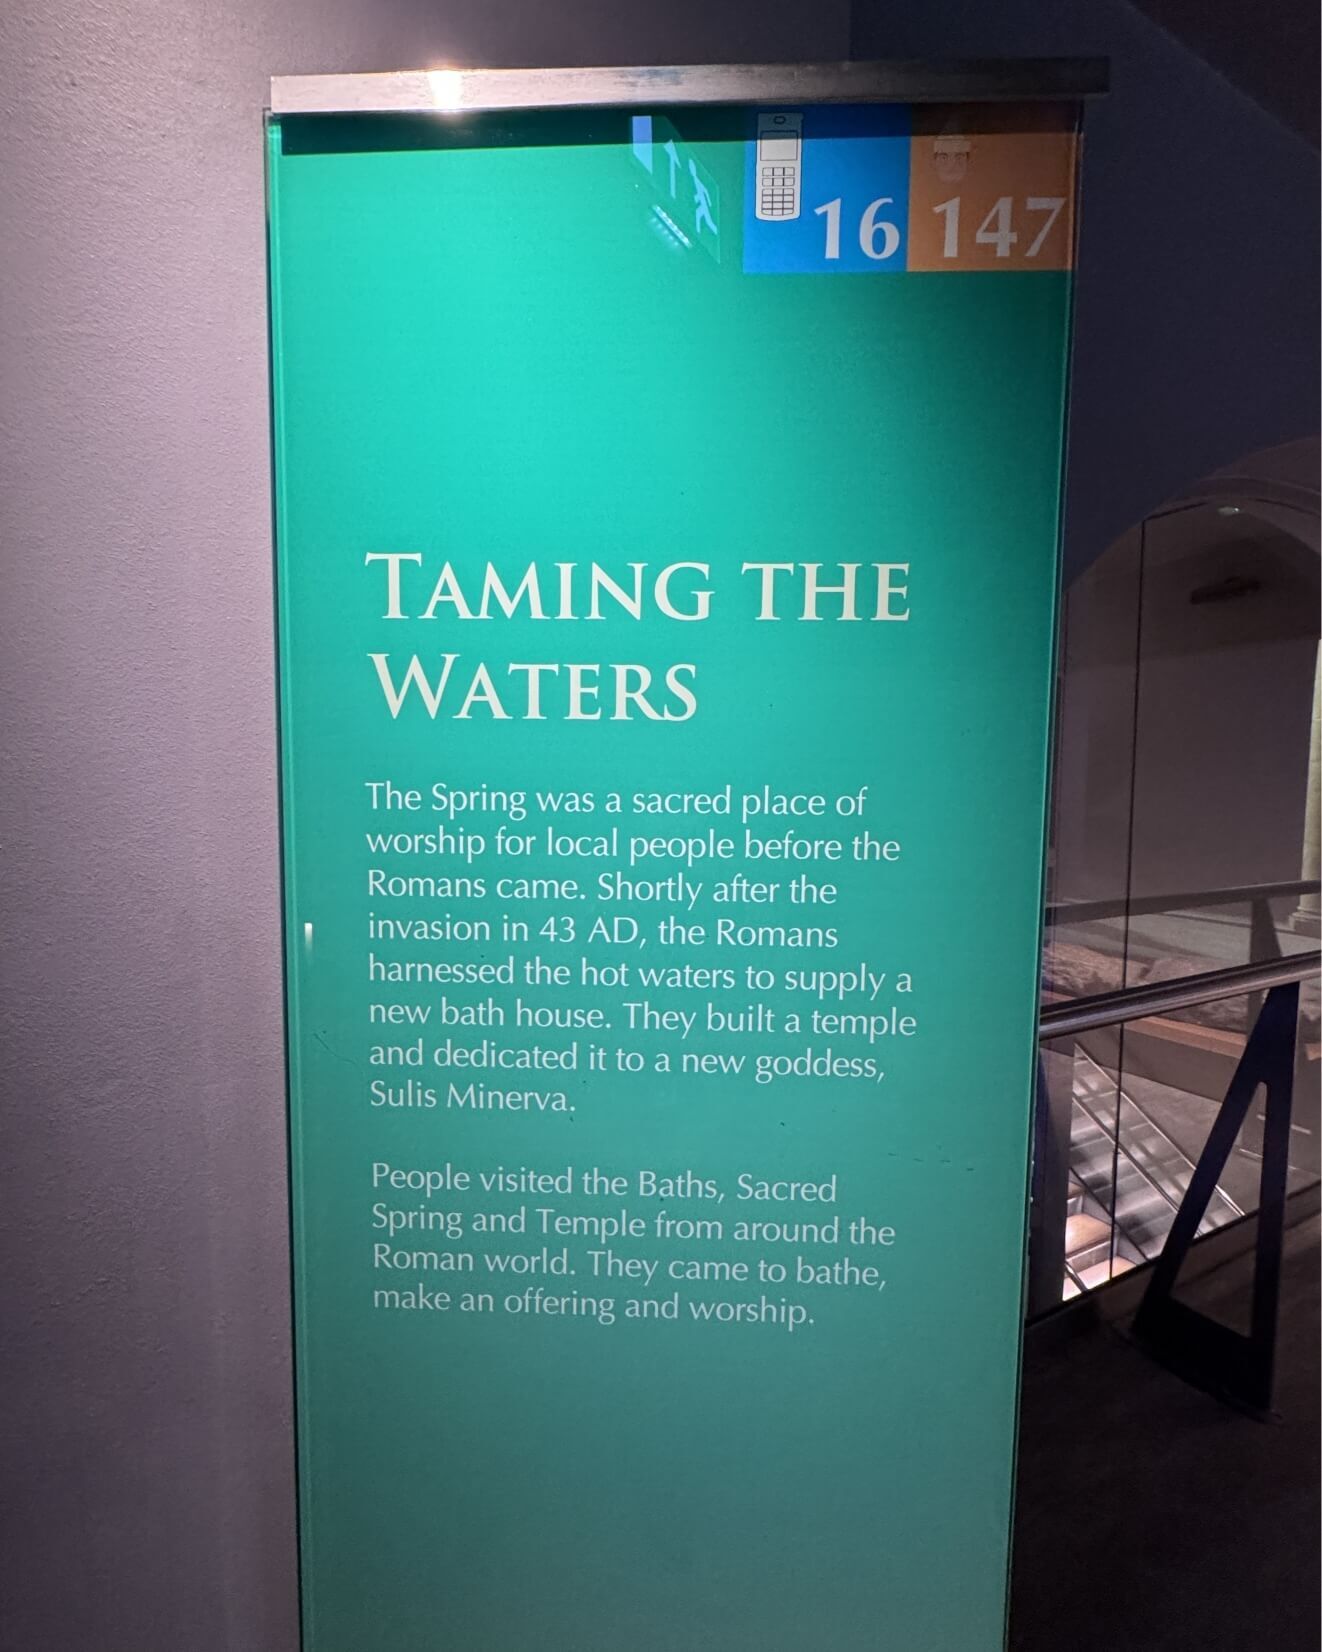 16 147
TAMING THE
WATERS
The Spring was a sacred place of
worship for local people before the
Romans came. Shortly after the
invasion in 43 AD, the Romans
harnessed the hot waters to supply a
new bath house. They built a temple
and dedicated it to a new goddess,
Sulis Minerva.
People visited the Baths, Sacred
Spring and Temple from around the
Roman world. They came to bathe,
make an offering and worship.